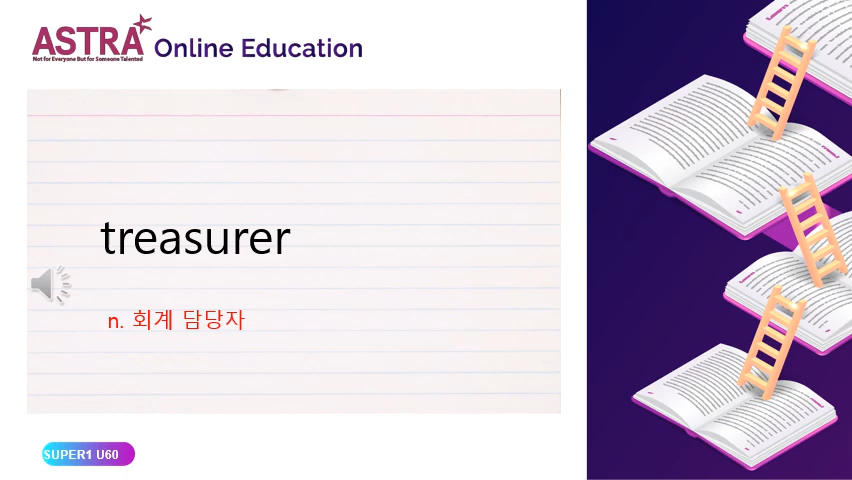 ASTRA
Not for Everyone But for Someone Talented
Online Education
treasurer
n. 회계 담당자
SUPER1 U60